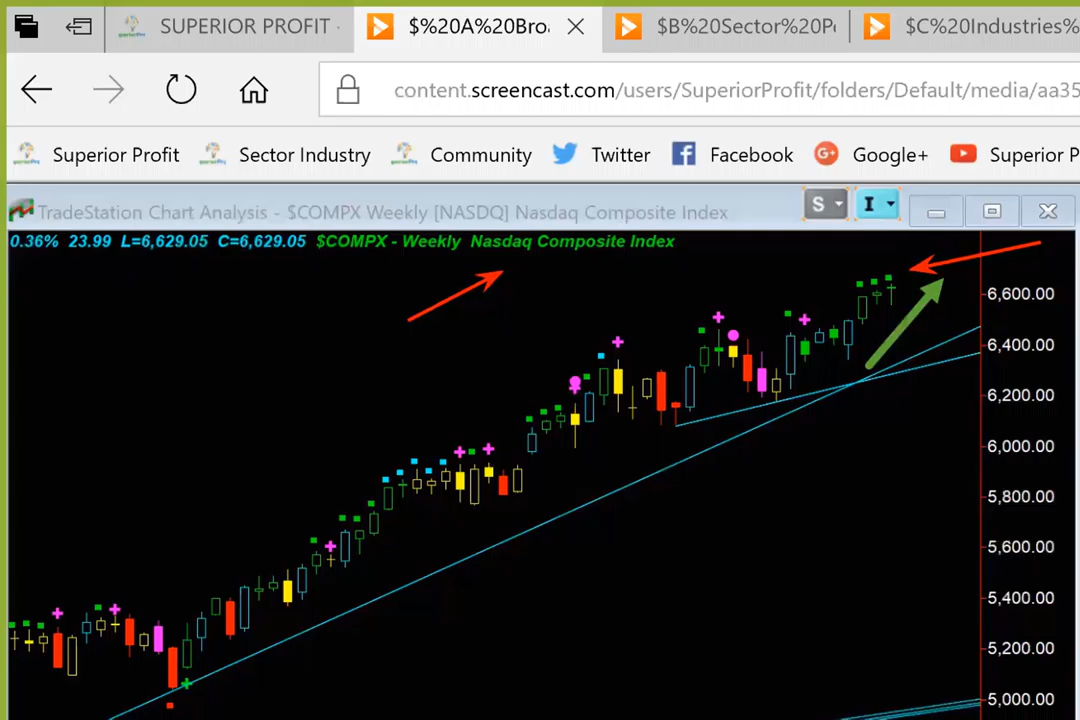 SUPERIOR PROFIT -
$%20A%20Bro
$B%20Sector%20P
$C%20Industries%
content.screencast.com/users/SuperiorProfit/folders/Default/media/aa35
Superior Profit
Sector Industry
Community
Twitter
Facebook
Google+
Superior P
TradeStation Chart Analysis - $COMPX Weekly [NASDQ] Nasdaq Composite Index
S
I
0.36% 23.99 L=6,629.05 C=6,629.05 $COMPX - Weekly Nasdaq Composite Index
6,600.00
6,400.00
6,200.00
6,000.00
5,800.00
5,600.00
5,400.00
5,200.00
5,000.00